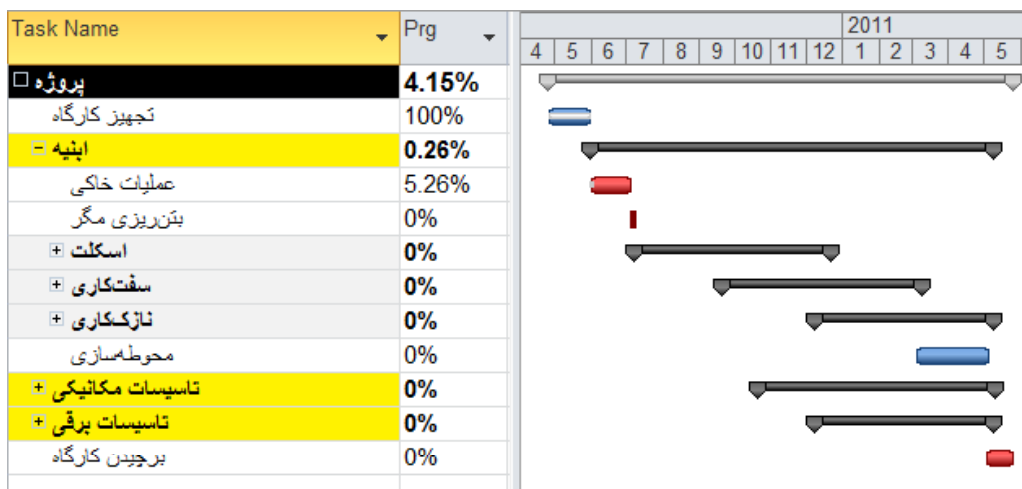 Task Name Prg 2011
4 5 6 7 8 9 10 11 12 1 2 3 4 5
پروژه 4.15%
تجهیز کارگاه 100%
ابنیه 0.26%
عملیات خاکی 5.26%
بتن‌ریزی مگر 0%
اسکلت 0%
سفت‌کاری 0%
نازک‌کاری 0%
محوطه‌سازی 0%
تاسیسات مکانیکی 0%
تاسیسات برقی 0%
برچیدن کارگاه 0%